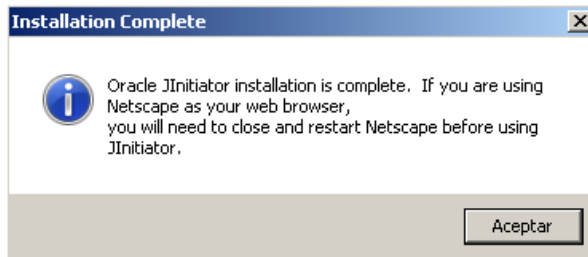 Installation Complete
Oracle JInitiator installation is complete.  If you are using
Netscape as your web browser,
you will need to close and restart Netscape before using
JInitiator.
Aceptar